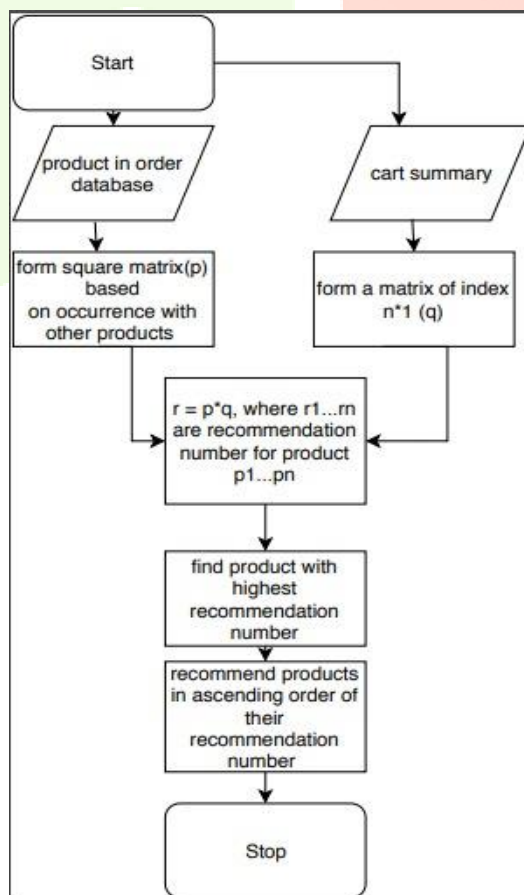 Start
product in order
database
cart summary
form square matrix(p)
based
on occurrence with
other products
form a matrix of index
n*1 (q)
r = p*q, where r1...rn
are recommendation
number for product
p1...pn
find product with
highest
recommendation
number
recommend products
in ascending order of
their
recommendation
number
Stop